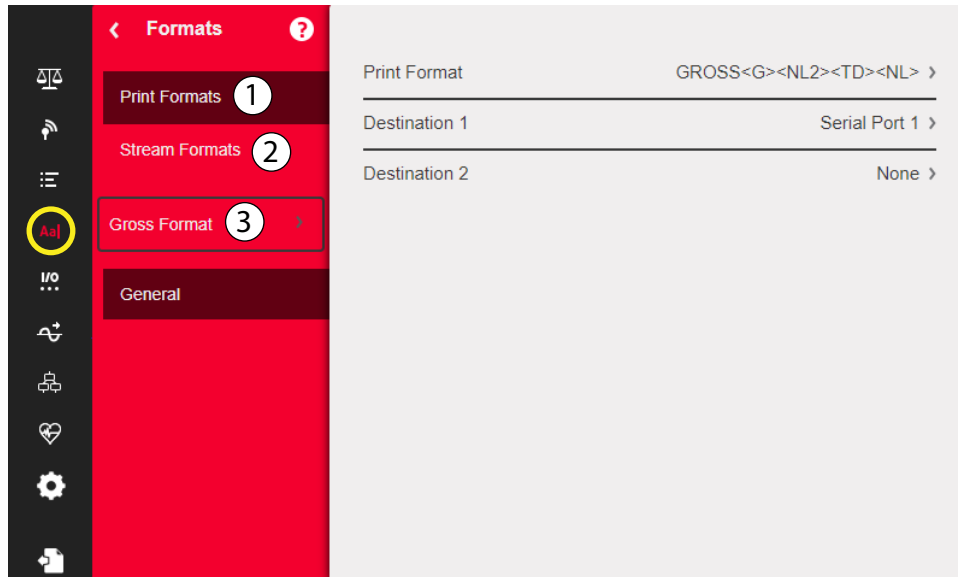 Formats ?
Print Formats 1
Stream Formats 2
Gross Format 3
General
Aa
I/O
Print Format GROSS<G><NL2><TD><NL>
Destination 1 Serial Port 1
Destination 2 None